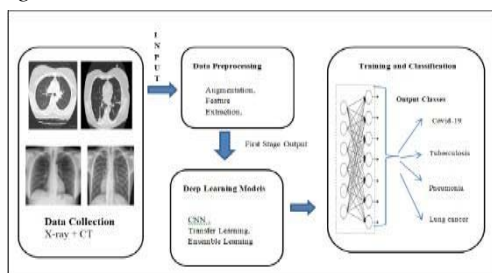 INPUT
Data Collection
X-ray + CT
Data Preprocessing
Augmentation,
Feature
Extraction,
First Stage Output
Deep Learning Models
CNN,
Transfer Learning,
Ensemble Learning
Training and Classification
Output Classes
Covid-19
Tuberculosis
Pneumonia
Lung cancer